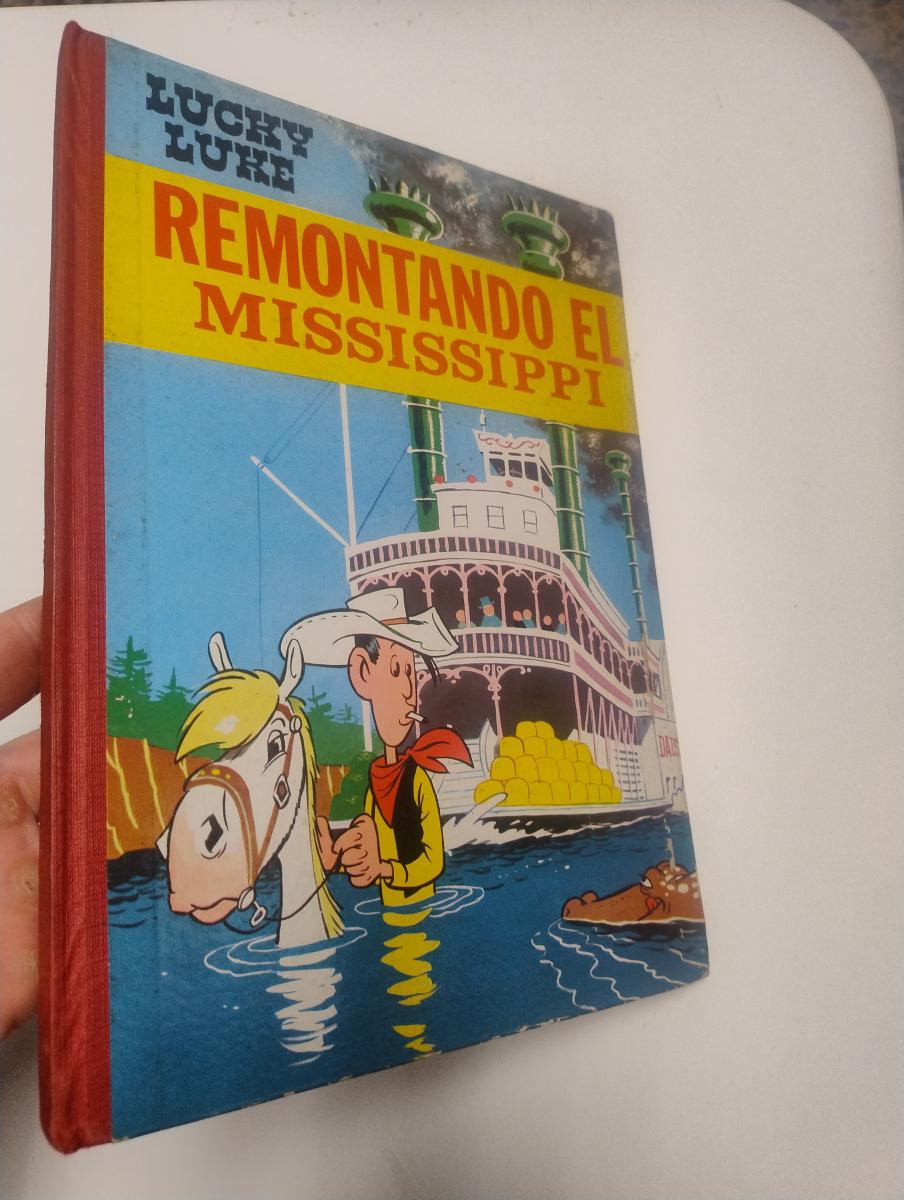 LUCKY
LUKE
REMONTANDO EL
MISSISSIPPI